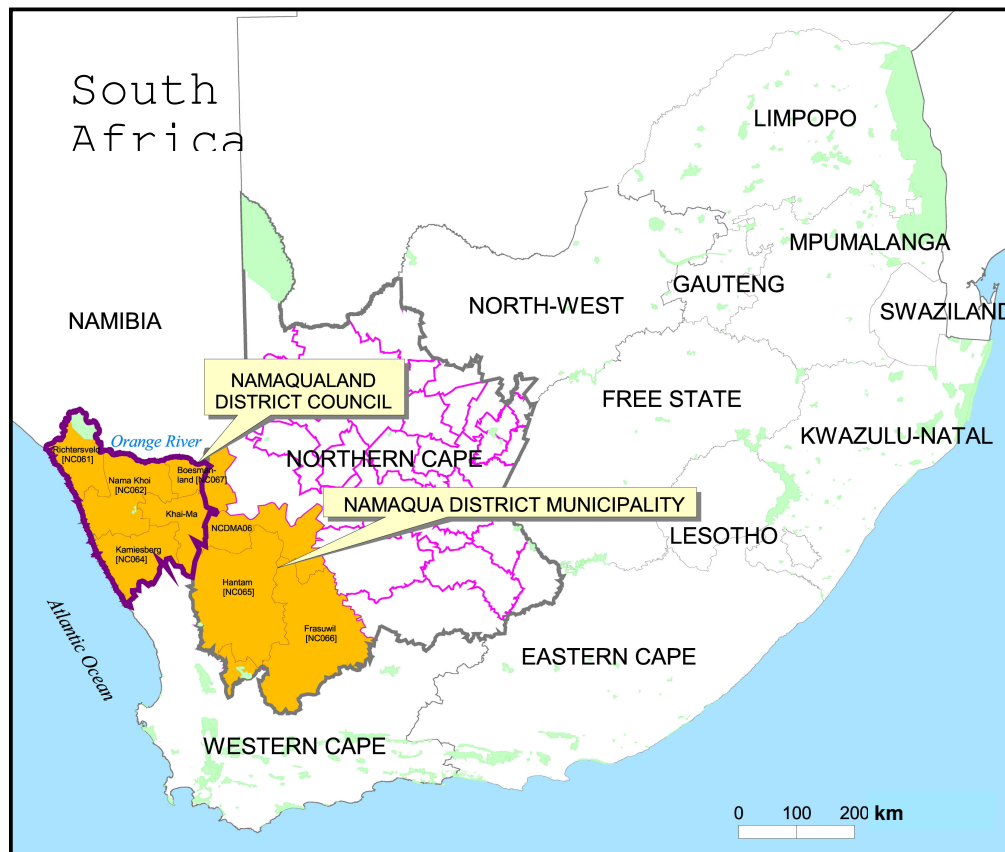 South
Africa
LIMPOPO
MPUMALANGA
GAUTENG
NORTH-WEST
SWAZILAND
NAMIBIA
NAMAQUALAND
DISTRICT COUNCIL
FREE STATE
KWAZULU-NATAL
Orange River
Richtersveld
[NC061]
Boesman-
land [NC067]
Nama Khoi
[NC062]
NORTHERN CAPE
Khai-Ma
NAMAQUA DISTRICT MUNICIPALITY
NCDMA06
LESOTHO
Kamiesberg
[NC064]
Hantam
[NC065]
Frasuwil
[NC066]
Atlantic Ocean
EASTERN CAPE
WESTERN CAPE
0 100 200 km